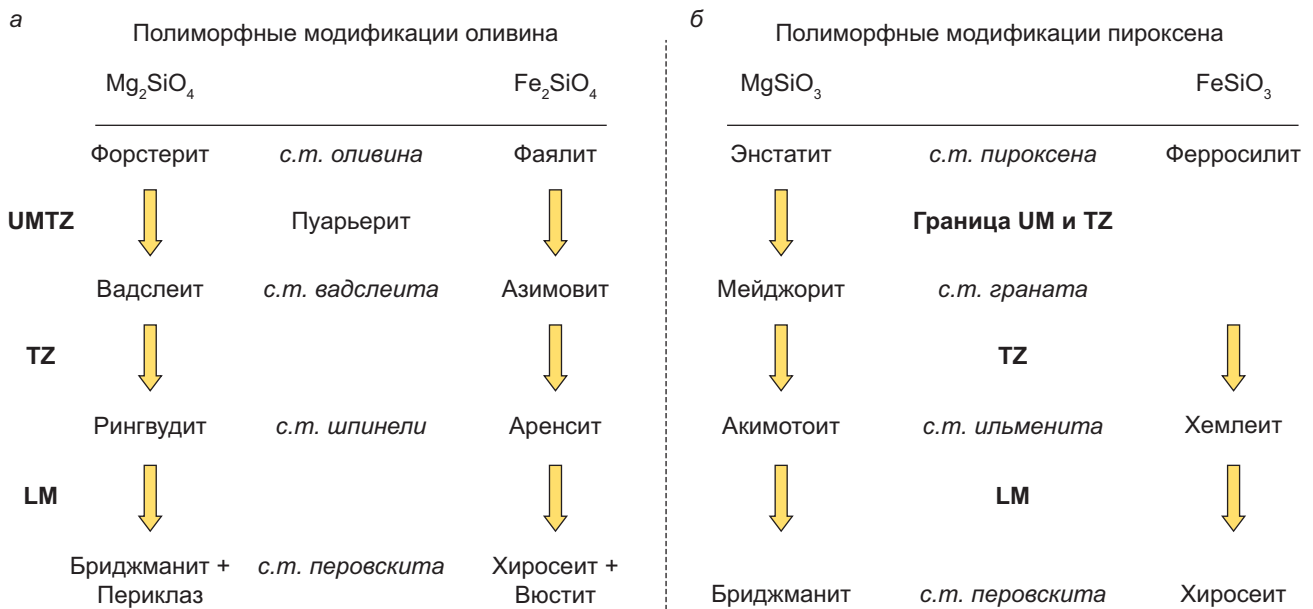 а
Полиморфные модификации оливина
Mg₂SiO₄ Fe₂SiO₄
Форстерит с.т. оливина Фаялит
UMTZ Пуарьерит
Вадслеит с.т. вадслеита Азимовит
TZ
Рингвудит с.т. шпинели Аренсит
LM
Бриджманит + с.т. перовскита Хиросеит +
Периклаз Вюстит
б
Полиморфные модификации пироксена
MgSiO₃ FeSiO₃
Энстатит с.т. пироксена Ферросилит
Граница UM и TZ
Мейджорит с.т. граната
TZ
Акимотоит с.т. ильменита Хемлеит
LM
Бриджманит с.т. перовскита Хиросеит